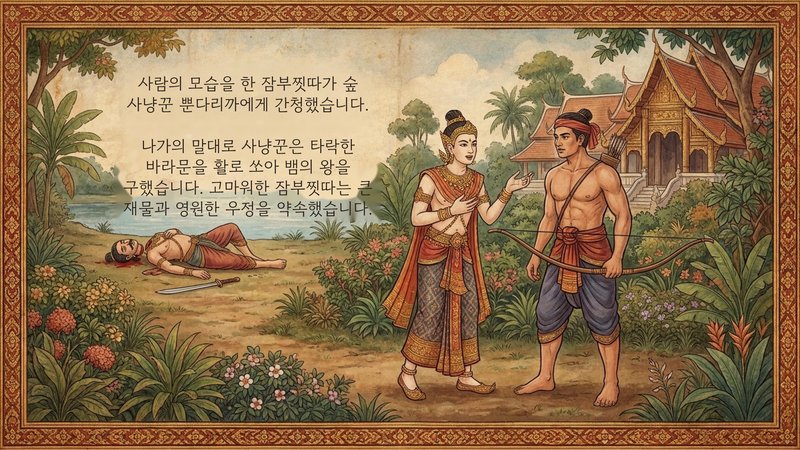 사람의 모습을 한 잠부찟따가 숲
사냥꾼 뿐다리까에게 간청했습니다.
나가의 말대로 사냥꾼은 타락한
바라문을 활로 쏘아 뱀의 왕을
구했습니다. 고마워한 잠부찟따는 큰
재물과 영원한 우정을 약속했습니다.